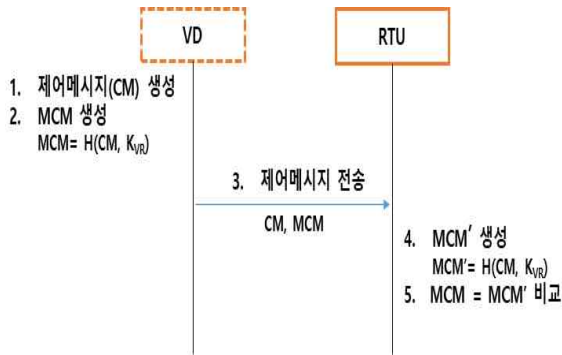 VD
RTU
1. 제어메시지(CM) 생성
2. MCM 생성
MCM= H(CM, KVR)
3. 제어메시지 전송
CM, MCM
4. MCM′ 생성
MCM′= H(CM, KVR)
5. MCM = MCM′ 비교